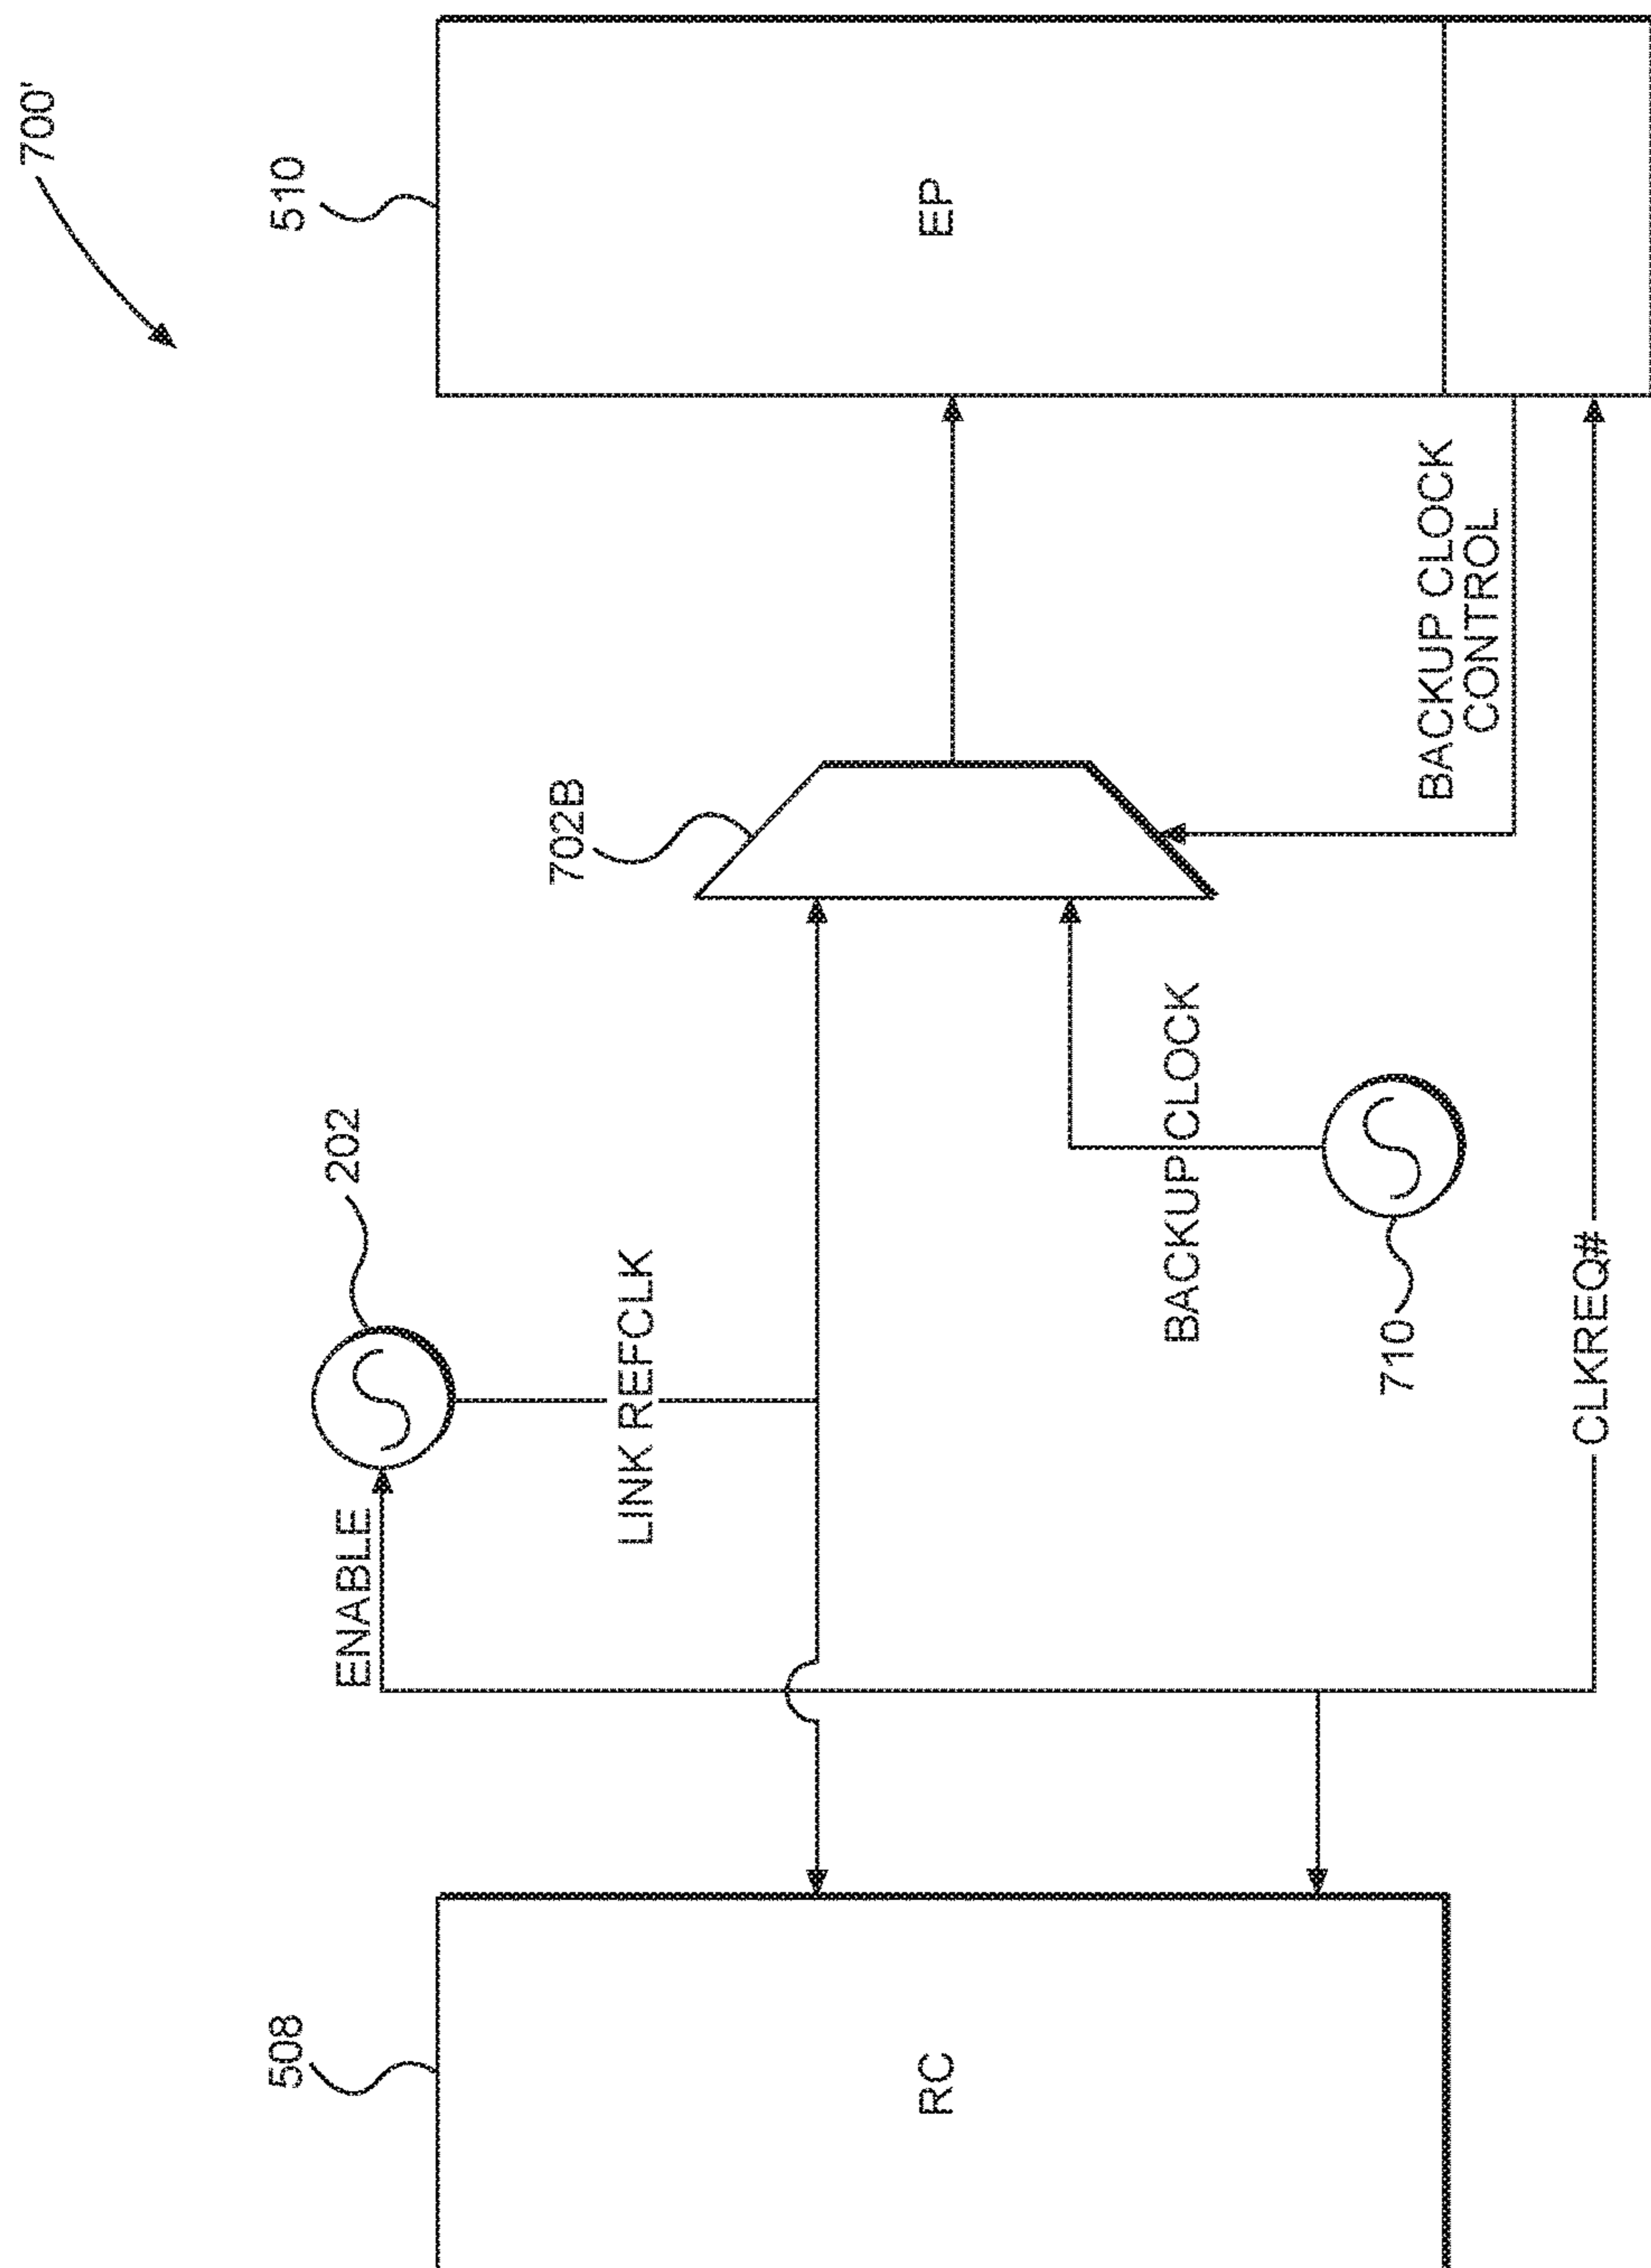 700'
508
RC
ENABLE
202
LINK REFCLK
702B
510
EP
BACKUP CLOCK
710
BACKUP CLOCK
CONTROL
CLKREQ#